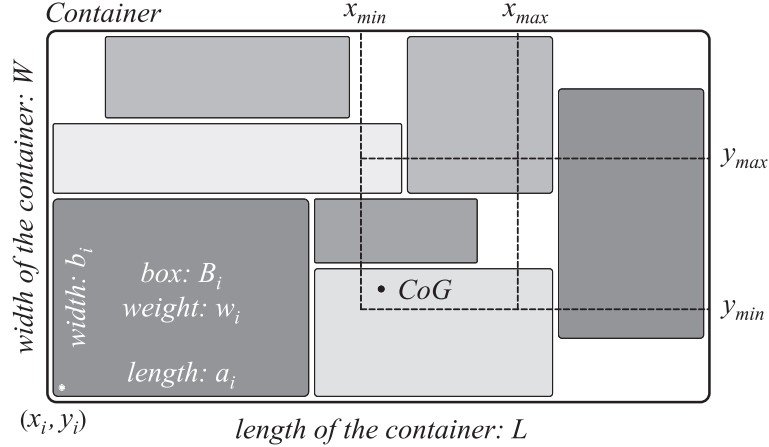 Container
x_min
x_max
width of the container: W
y_max
width: b_i
box: B_i
weight: w_i
CoG
y_min
length: a_i
(x_i, y_i)
length of the container: L